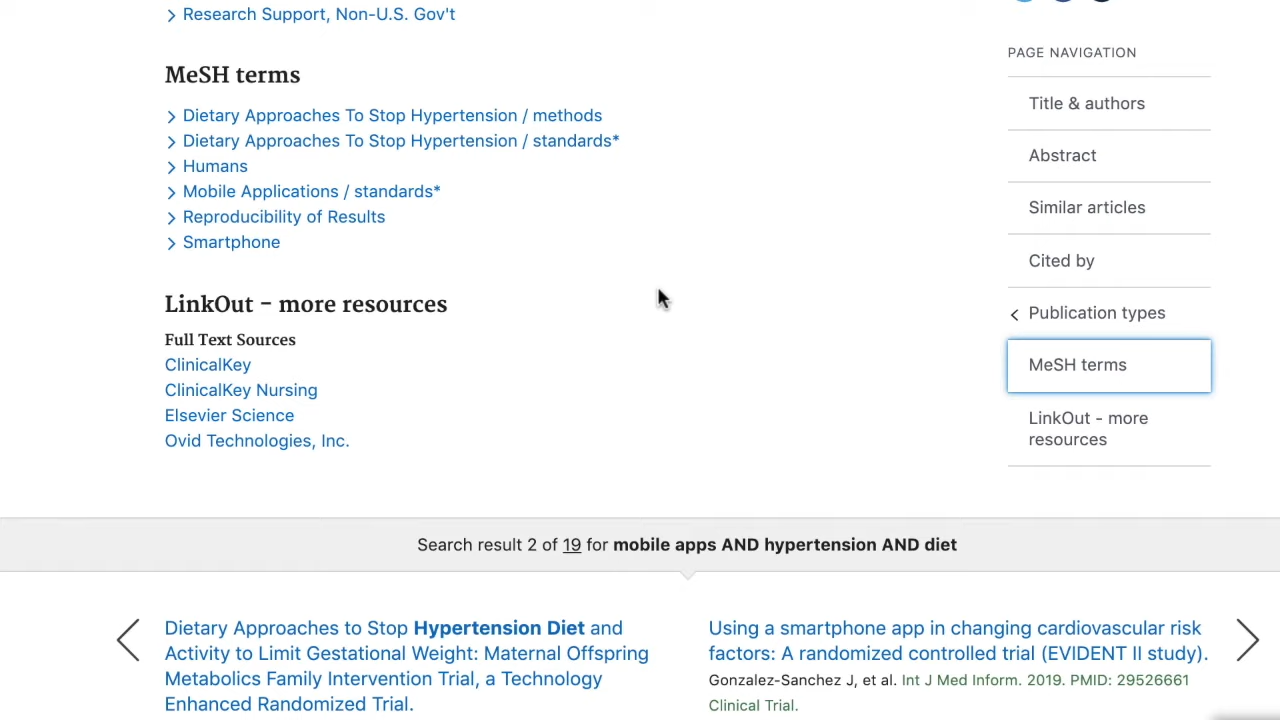 Research Support, Non-U.S. Gov't
MeSH terms
Dietary Approaches To Stop Hypertension / methods
Dietary Approaches To Stop Hypertension / standards*
Humans
Mobile Applications / standards*
Reproducibility of Results
Smartphone
LinkOut - more resources
Full Text Sources
ClinicalKey
ClinicalKey Nursing
Elsevier Science
Ovid Technologies, Inc.
PAGE NAVIGATION
Title & authors
Abstract
Similar articles
Cited by
Publication types
MeSH terms
LinkOut - more
resources
Search result 2 of 19 for mobile apps AND hypertension AND diet
Dietary Approaches to Stop Hypertension Diet and
Activity to Limit Gestational Weight: Maternal Offspring
Metabolics Family Intervention Trial, a Technology
Enhanced Randomized Trial.
Using a smartphone app in changing cardiovascular risk
factors: A randomized controlled trial (EVIDENT II study).
Gonzalez-Sanchez J, et al. Int J Med Inform. 2019. PMID: 29526661
Clinical Trial.